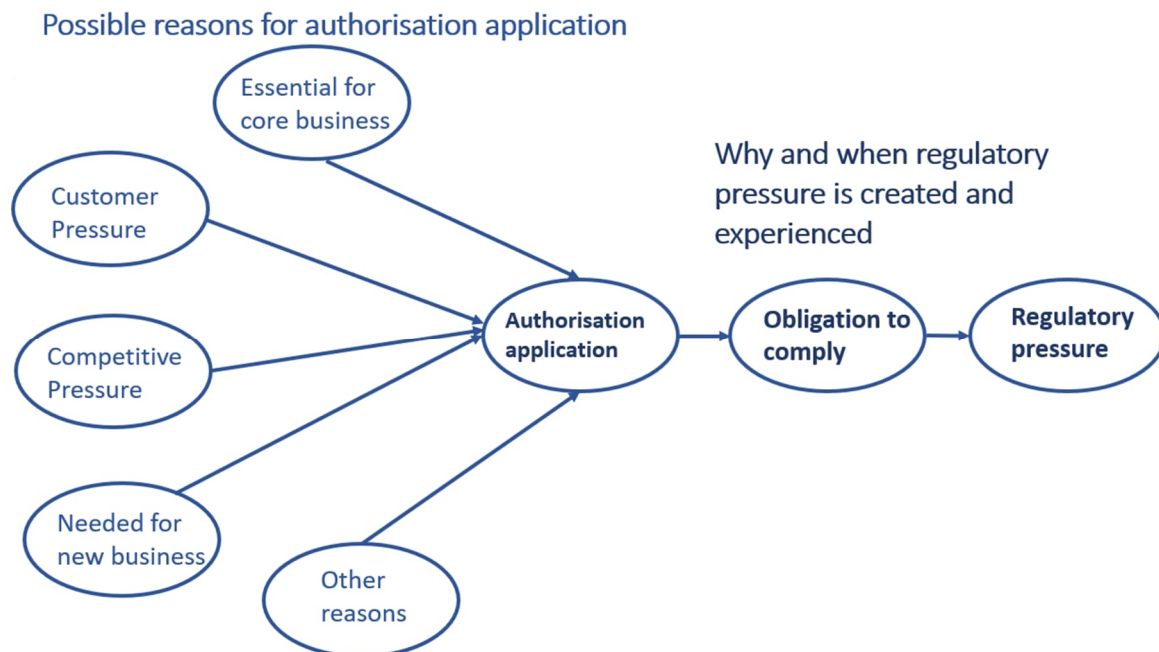 Possible reasons for authorisation application
Essential for
core business
Why and when regulatory
pressure is created and
experienced
Customer
Pressure
Authorisation
application
Obligation to
comply
Regulatory
pressure
Competitive
Pressure
Needed for
new business
Other
reasons